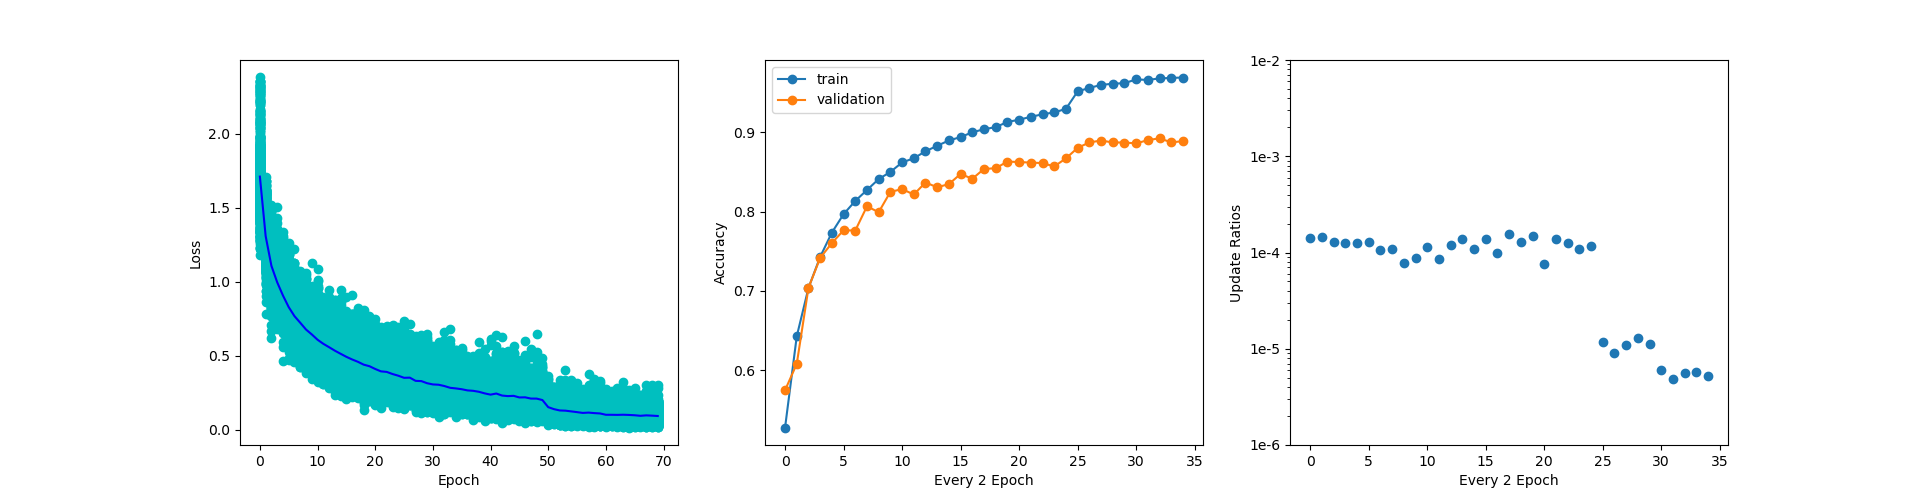 2.0
1.5
1.0
0.5
0.0
Loss
0 10 20 30 40 50 60 70
Epoch
train
validation
0.9
0.8
0.7
0.6
Accuracy
0 5 10 15 20 25 30 35
Every 2 Epoch
1e-2
1e-3
1e-4
1e-5
1e-6
Update Ratios
0 5 10 15 20 25 30 35
Every 2 Epoch